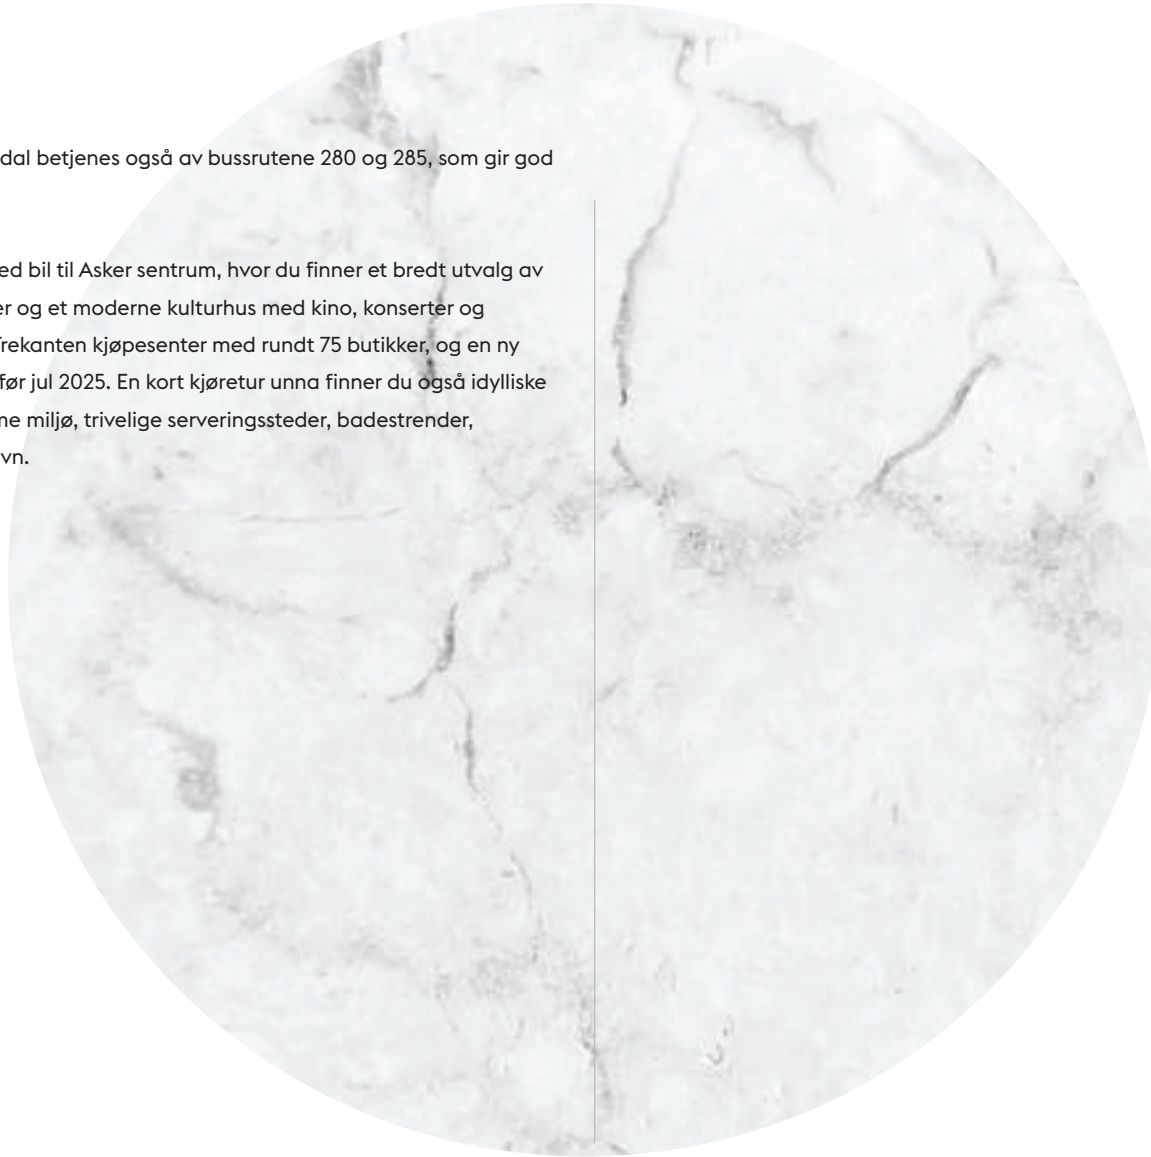 dal betjenes også av bussrutene 280 og 285, som gir god
ed bil til Asker sentrum, hvor du finner et bredt utvalg av
er og et moderne kulturhus med kino, konserter og
Trekanten kjøpesenter med rundt 75 butikker, og en ny
før jul 2025. En kort kjøretur unna finner du også idylliske
ne miljø, trivelige serveringssteder, badestrender,
vn.